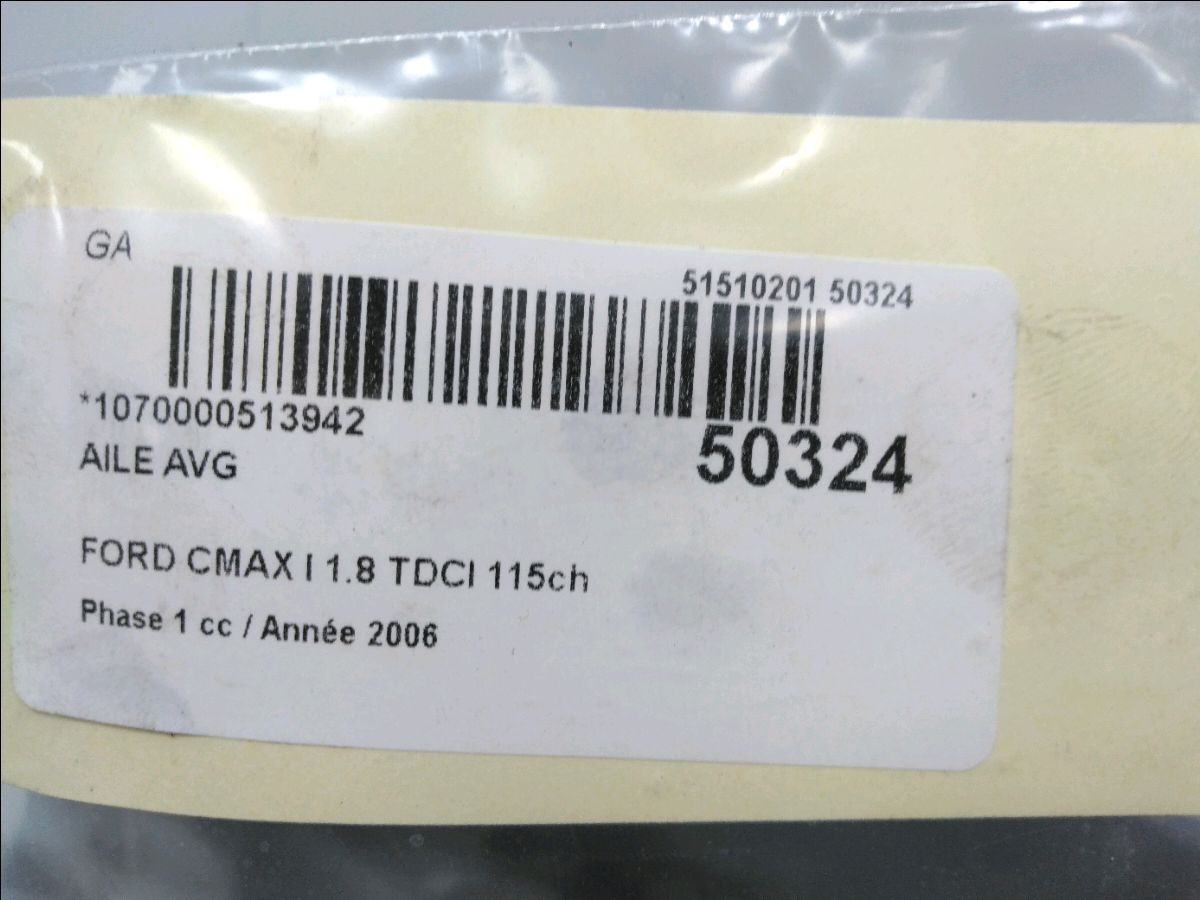 GA
51510201 50324
*1070000513942
50324
AILE AVG
FORD CMAX I 1.8 TDCI 115ch
Phase 1 cc / Année 2006